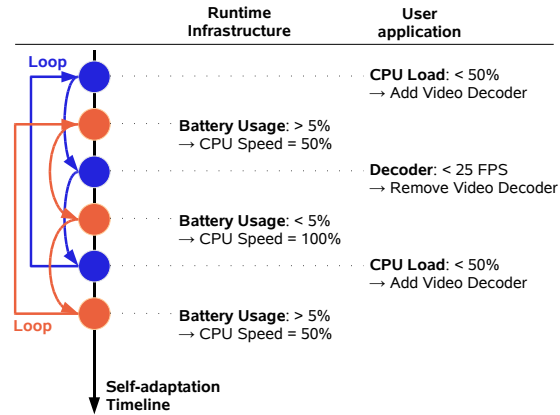 Runtime
Infrastructure
User
application
Loop
CPU Load: < 50%
→ Add Video Decoder
Battery Usage: > 5%
→ CPU Speed = 50%
Decoder: < 25 FPS
→ Remove Video Decoder
Battery Usage: < 5%
→ CPU Speed = 100%
CPU Load: < 50%
→ Add Video Decoder
Battery Usage: > 5%
→ CPU Speed = 50%
Loop
Self-adaptation
Timeline